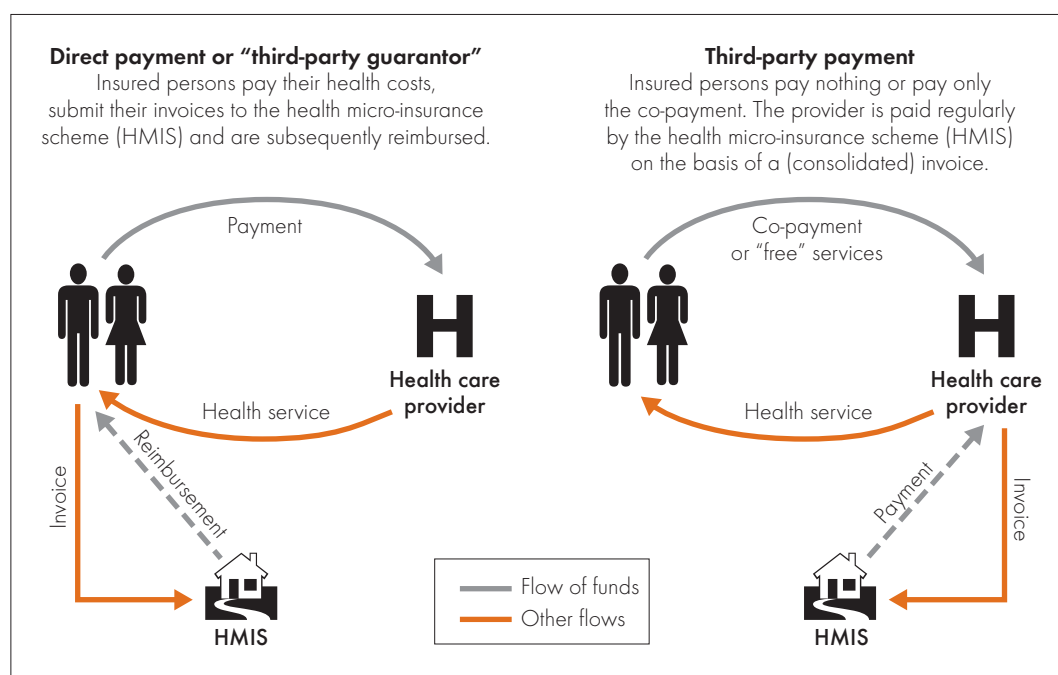 Direct payment or “third-party guarantor”
Insured persons pay their health costs,
submit their invoices to the health micro-insurance
scheme (HMIS) and are subsequently reimbursed.
Payment
H
Health care
provider
Health service
Invoice
Reimbursement
HMIS
Third-party payment
Insured persons pay nothing or pay only
the co-payment. The provider is paid regularly
by the health micro-insurance scheme (HMIS)
on the basis of a (consolidated) invoice.
Co-payment
or “free” services
H
Health care
provider
Health service
Payment
Invoice
HMIS
Flow of funds
Other flows